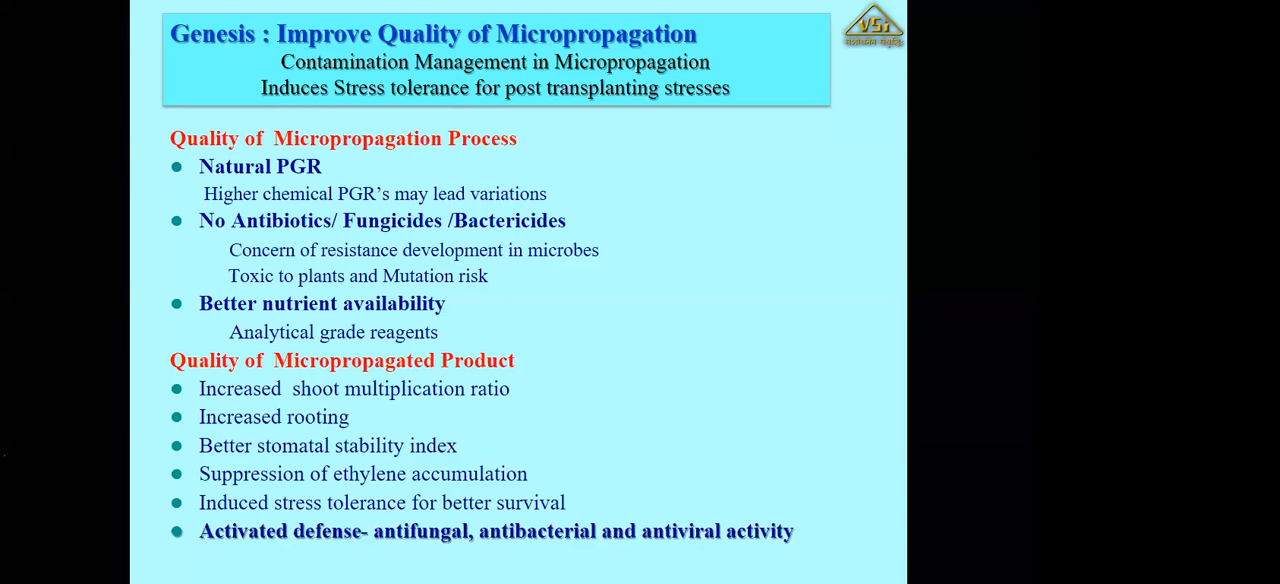 Genesis : Improve Quality of Micropropagation
Contamination Management in Micropropagation
Induces Stress tolerance for post transplanting stresses
VSi
Quality of Micropropagation Process
● Natural PGR
Higher chemical PGR’s may lead variations
● No Antibiotics/ Fungicides /Bactericides
Concern of resistance development in microbes
Toxic to plants and Mutation risk
● Better nutrient availability
Analytical grade reagents
Quality of Micropropagated Product
● Increased shoot multiplication ratio
● Increased rooting
● Better stomatal stability index
● Suppression of ethylene accumulation
● Induced stress tolerance for better survival
● Activated defense- antifungal, antibacterial and antiviral activity